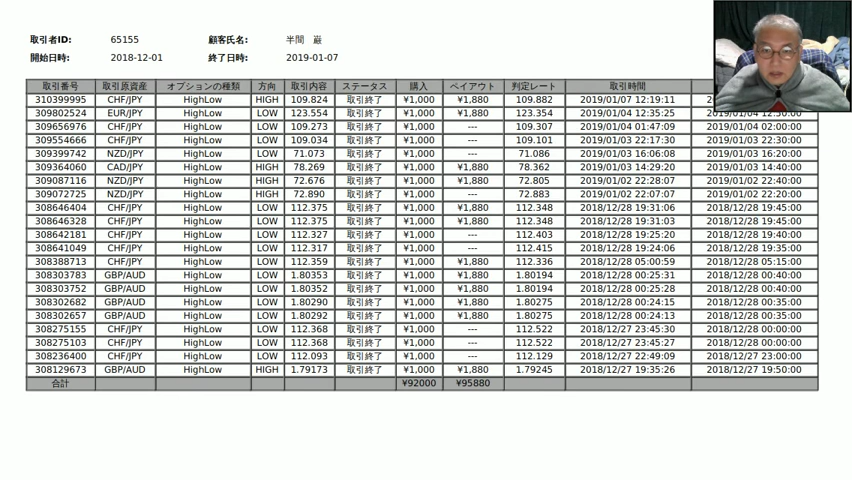 取引者ID: 65155 顧客氏名: 半間 巌
開始日時: 2018-12-01 終了日時: 2019-01-07
取引番号 取引原資産 オプションの種類 方向 取引内容 ステータス 購入 ペイアウト 判定レート 取引時間
310399995 CHF/JPY HighLow HIGH 109.824 取引終了 ¥1,000 ¥1,880 109.882 2019/01/07 12:19:11 2
309802524 EUR/JPY HighLow LOW 123.554 取引終了 ¥1,000 ¥1,880 123.354 2019/01/04 12:35:25 2019/01/04 12:50:00
309656976 CHF/JPY HighLow LOW 109.273 取引終了 ¥1,000 --- 109.307 2019/01/04 01:47:09 2019/01/04 02:00:00
309554666 CHF/JPY HighLow LOW 109.034 取引終了 ¥1,000 --- 109.101 2019/01/03 22:17:30 2019/01/03 22:30:00
309399742 NZD/JPY HighLow LOW 71.073 取引終了 ¥1,000 --- 71.086 2019/01/03 16:06:08 2019/01/03 16:20:00
309364060 CAD/JPY HighLow HIGH 78.269 取引終了 ¥1,000 ¥1,880 78.362 2019/01/03 14:29:20 2019/01/03 14:40:00
309087116 NZD/JPY HighLow HIGH 72.676 取引終了 ¥1,000 ¥1,880 72.805 2019/01/02 22:28:07 2019/01/02 22:40:00
309072725 NZD/JPY HighLow HIGH 72.890 取引終了 ¥1,000 --- 72.883 2019/01/02 22:07:07 2019/01/02 22:20:00
308646404 CHF/JPY HighLow LOW 112.375 取引終了 ¥1,000 ¥1,880 112.348 2018/12/28 19:31:06 2018/12/28 19:45:00
308646328 CHF/JPY HighLow LOW 112.375 取引終了 ¥1,000 ¥1,880 112.348 2018/12/28 19:31:03 2018/12/28 19:45:00
308642181 CHF/JPY HighLow LOW 112.327 取引終了 ¥1,000 --- 112.403 2018/12/28 19:25:20 2018/12/28 19:40:00
308641049 CHF/JPY HighLow LOW 112.317 取引終了 ¥1,000 --- 112.415 2018/12/28 19:24:06 2018/12/28 19:35:00
308388713 CHF/JPY HighLow LOW 112.359 取引終了 ¥1,000 ¥1,880 112.336 2018/12/28 05:00:59 2018/12/28 05:15:00
308303783 GBP/AUD HighLow LOW 1.80353 取引終了 ¥1,000 ¥1,880 1.80194 2018/12/28 00:25:31 2018/12/28 00:40:00
308303752 GBP/AUD HighLow LOW 1.80352 取引終了 ¥1,000 ¥1,880 1.80194 2018/12/28 00:25:28 2018/12/28 00:40:00
308302682 GBP/AUD HighLow LOW 1.80290 取引終了 ¥1,000 ¥1,880 1.80275 2018/12/28 00:24:15 2018/12/28 00:35:00
308302657 GBP/AUD HighLow LOW 1.80292 取引終了 ¥1,000 ¥1,880 1.80275 2018/12/28 00:24:13 2018/12/28 00:35:00
308275155 CHF/JPY HighLow LOW 112.368 取引終了 ¥1,000 --- 112.522 2018/12/27 23:45:30 2018/12/28 00:00:00
308275103 CHF/JPY HighLow LOW 112.368 取引終了 ¥1,000 --- 112.522 2018/12/27 23:45:27 2018/12/28 00:00:00
308236400 CHF/JPY HighLow LOW 112.093 取引終了 ¥1,000 --- 112.129 2018/12/27 22:49:09 2018/12/27 23:00:00
308129673 GBP/AUD HighLow HIGH 1.79173 取引終了 ¥1,000 ¥1,880 1.79245 2018/12/27 19:35:26 2018/12/27 19:50:00
合計 ¥92000 ¥95880